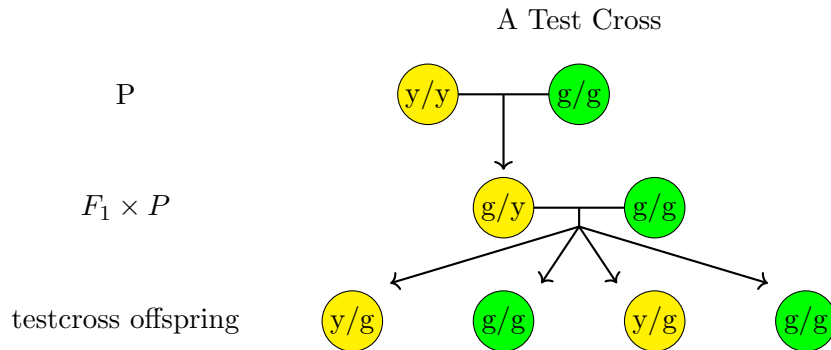 A Test Cross
P y/y g/g
F₁ × P g/y g/g
testcross offspring y/g g/g y/g g/g